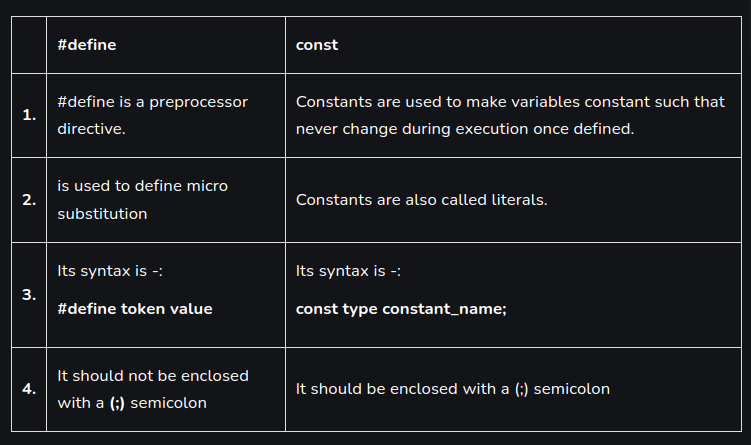 #define
const
1.
#define is a preprocessor
directive.
Constants are used to make variables constant such that
never change during execution once defined.
2.
is used to define micro
substitution
Constants are also called literals.
3.
Its syntax is -:
#define token value
Its syntax is -:
const type constant_name;
4.
It should not be enclosed
with a (;) semicolon
It should be enclosed with a (;) semicolon